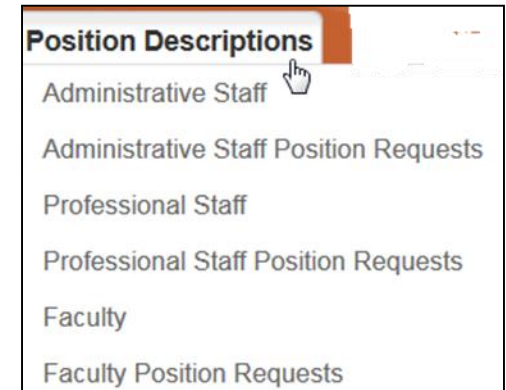 Position Descriptions
Administrative Staff
Administrative Staff Position Requests
Professional Staff
Professional Staff Position Requests
Faculty
Faculty Position Requests